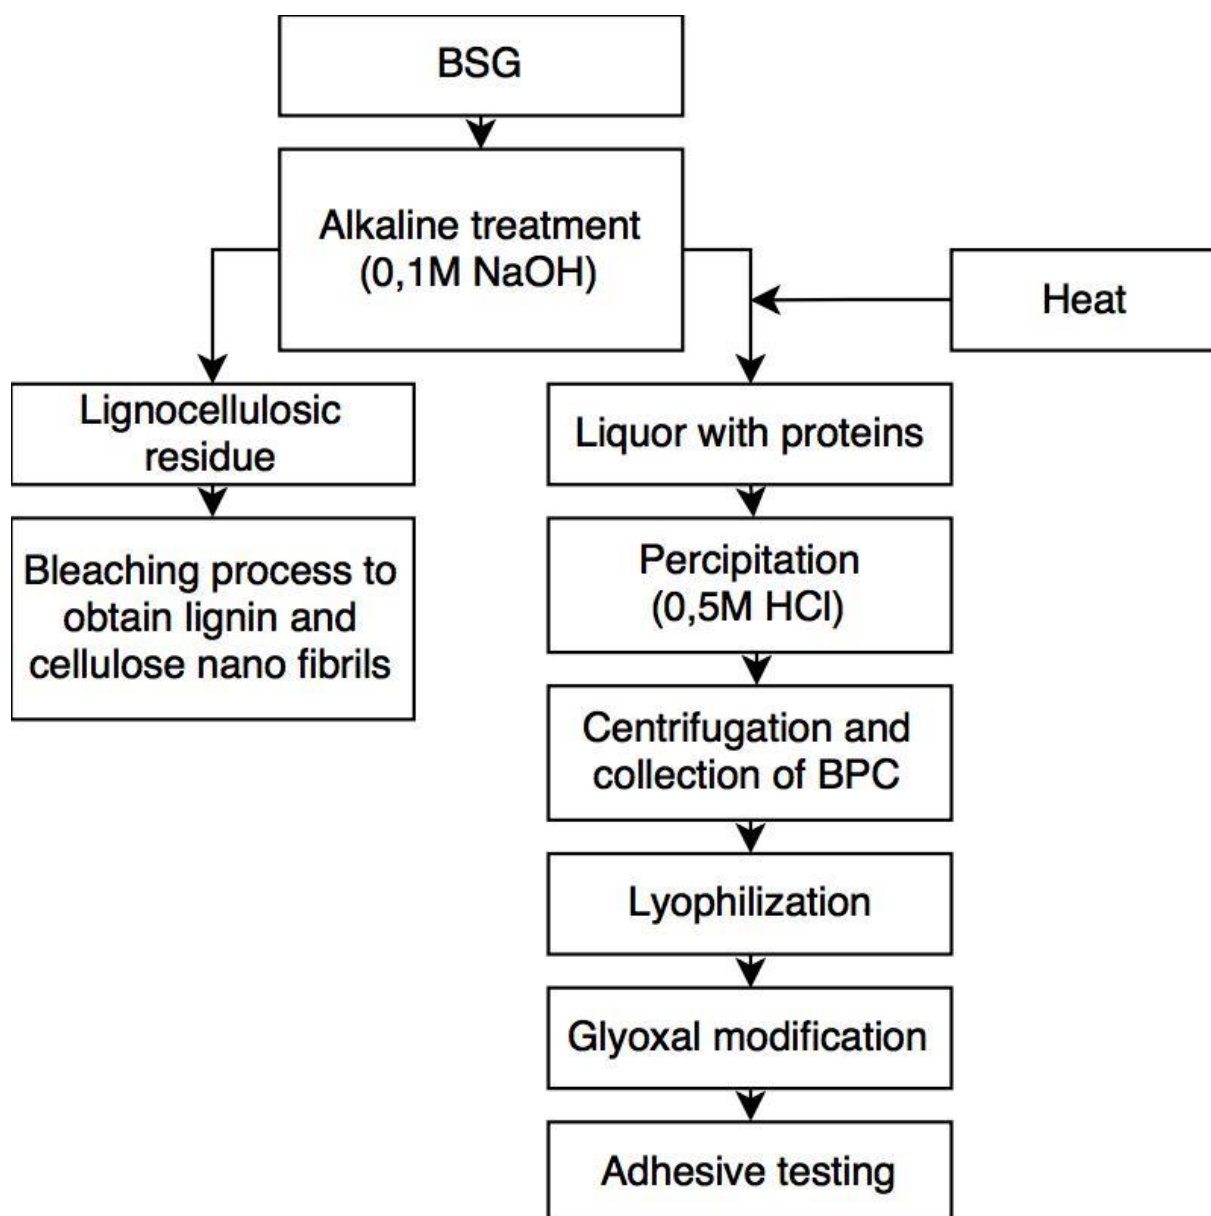 BSG
Alkaline treatment
(0,1M NaOH)
Heat
Lignocellulosic
residue
Liquor with proteins
Bleaching process to
obtain lignin and
cellulose nano fibrils
Percipitation
(0,5M HCl)
Centrifugation and
collection of BPC
Lyophilization
Glyoxal modification
Adhesive testing